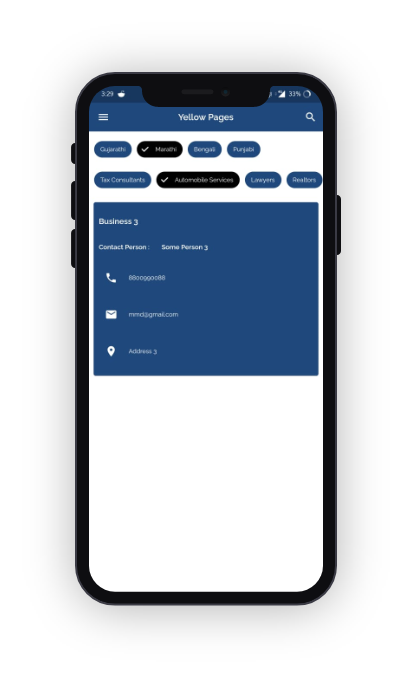 3:29 33%
Yellow Pages
Gujarathi Marathi Bengali Punjabi
Tax Consultants Automobile Services Lawyers Realtors
Business 3
Contact Person : Some Person 3
8800990088
mmd@gmail.com
Address 3